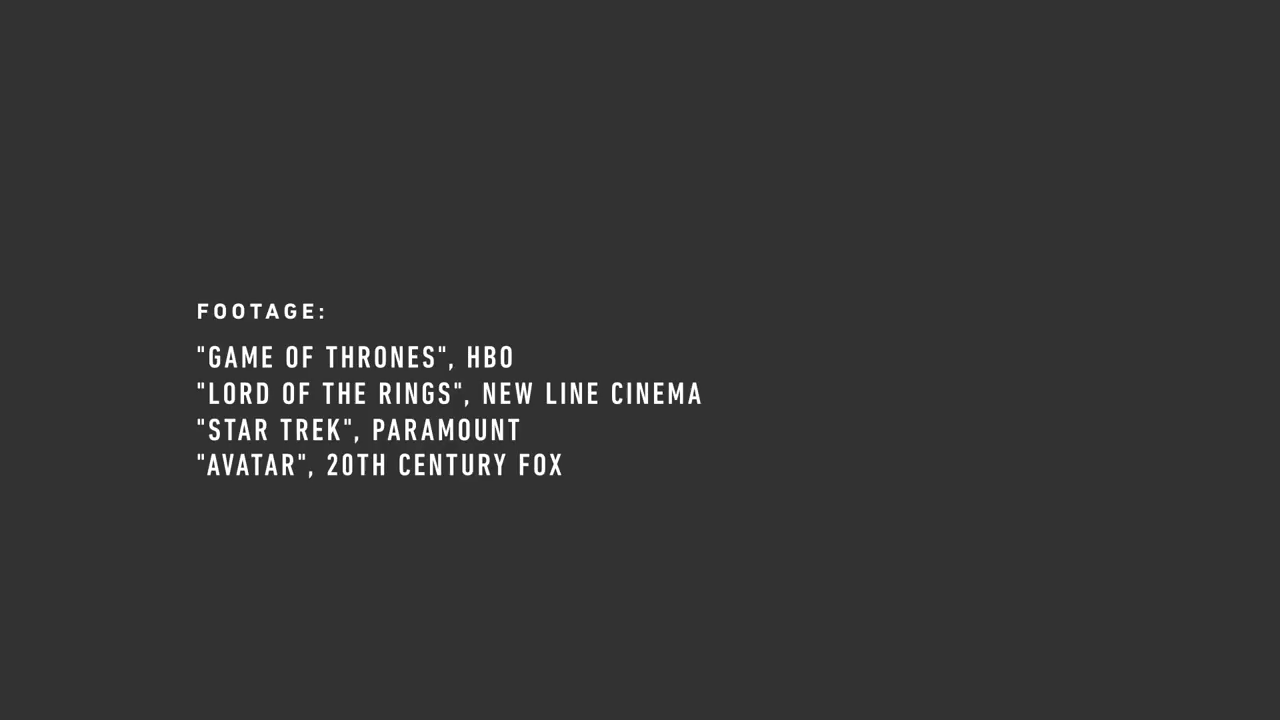 FOOTAGE:
"GAME OF THRONES", HBO
"LORD OF THE RINGS", NEW LINE CINEMA
"STAR TREK", PARAMOUNT
"AVATAR", 20TH CENTURY FOX